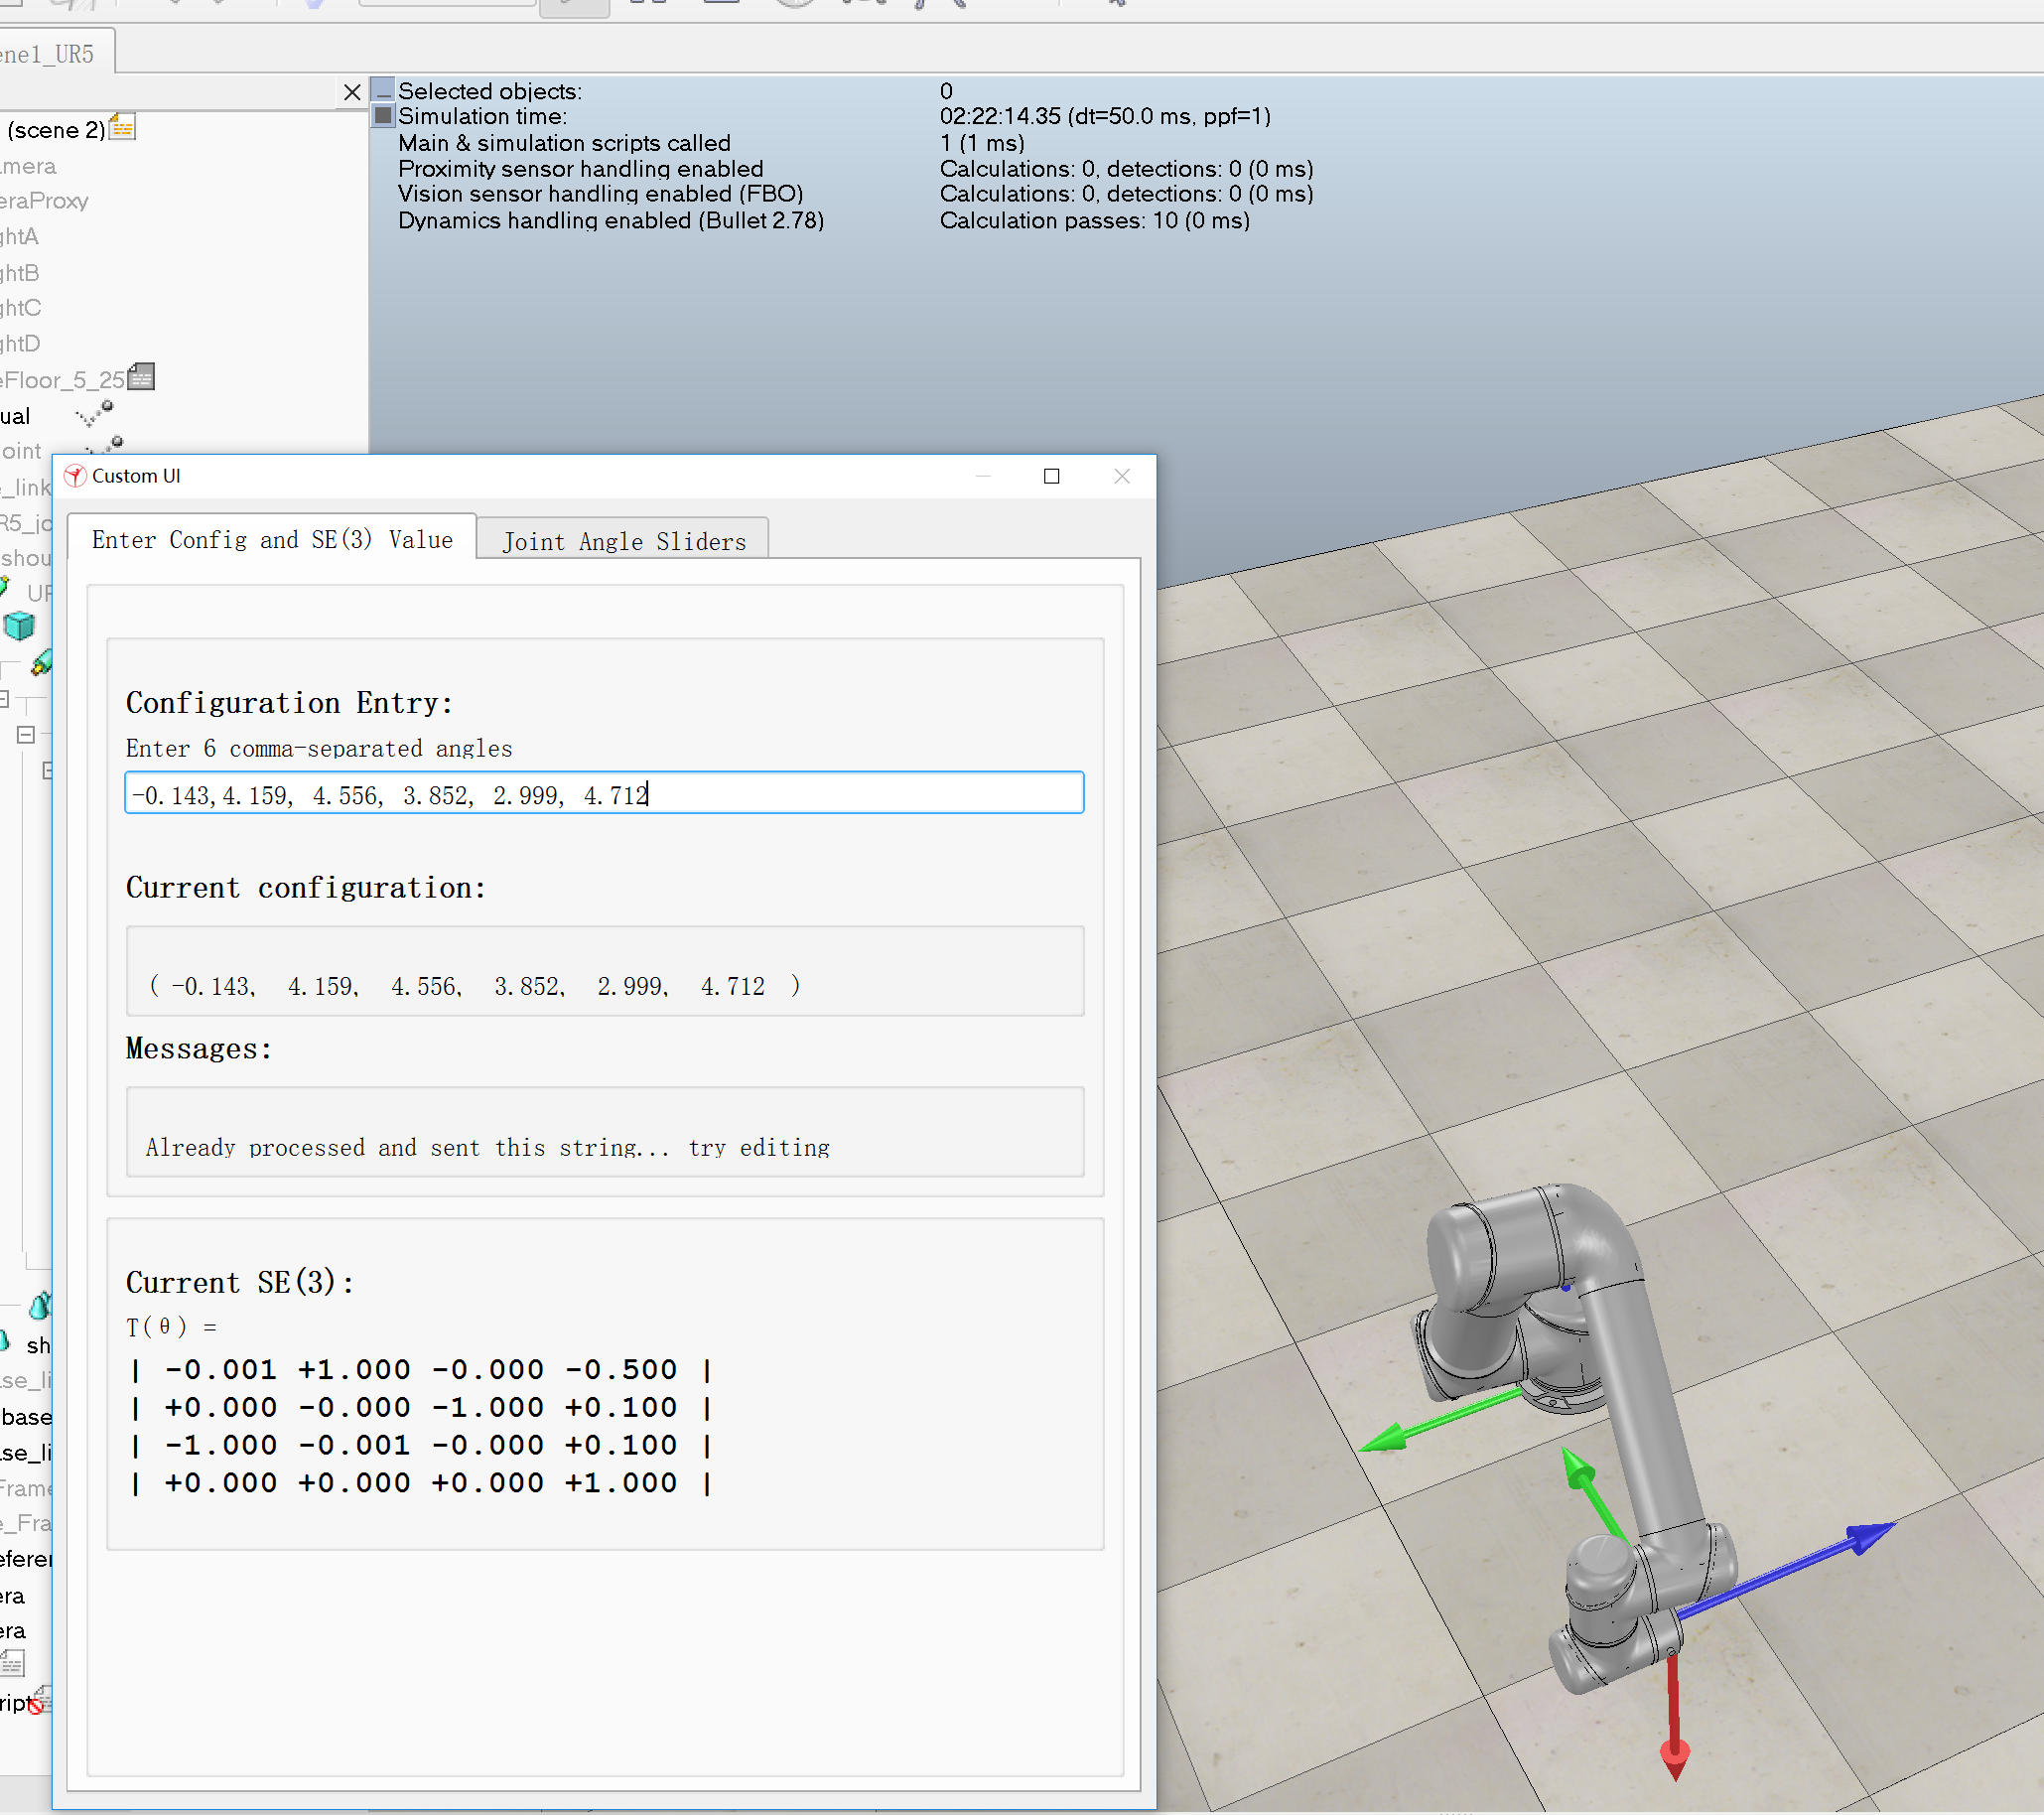 ene1_UR5
Selected objects: 0
Simulation time: 02:22:14.35 (dt=50.0 ms, ppf=1)
Main & simulation scripts called 1 (1 ms)
Proximity sensor handling enabled Calculations: 0, detections: 0 (0 ms)
Vision sensor handling enabled (FBO) Calculations: 0, detections: 0 (0 ms)
Dynamics handling enabled (Bullet 2.78) Calculation passes: 10 (0 ms)
(scene 2)
amera
eraProxy
ghtA
ghtB
ghtC
ghtD
eFloor_5_25
ual
oint
_link
R5_jo
shou
UR
sh
se_li
base
se_li
Frame
e_Fra
eferen
era
era
ript
Custom UI
Enter Config and SE(3) Value
Joint Angle Sliders
Configuration Entry:
Enter 6 comma-separated angles
-0.143,4.159, 4.556, 3.852, 2.999, 4.712
Current configuration:
( -0.143, 4.159, 4.556, 3.852, 2.999, 4.712 )
Messages:
Already processed and sent this string... try editing
Current SE(3):
T(θ) =
| -0.001 +1.000 -0.000 -0.500 |
| +0.000 -0.000 -1.000 +0.100 |
| -1.000 -0.001 -0.000 +0.100 |
| +0.000 +0.000 +0.000 +1.000 |